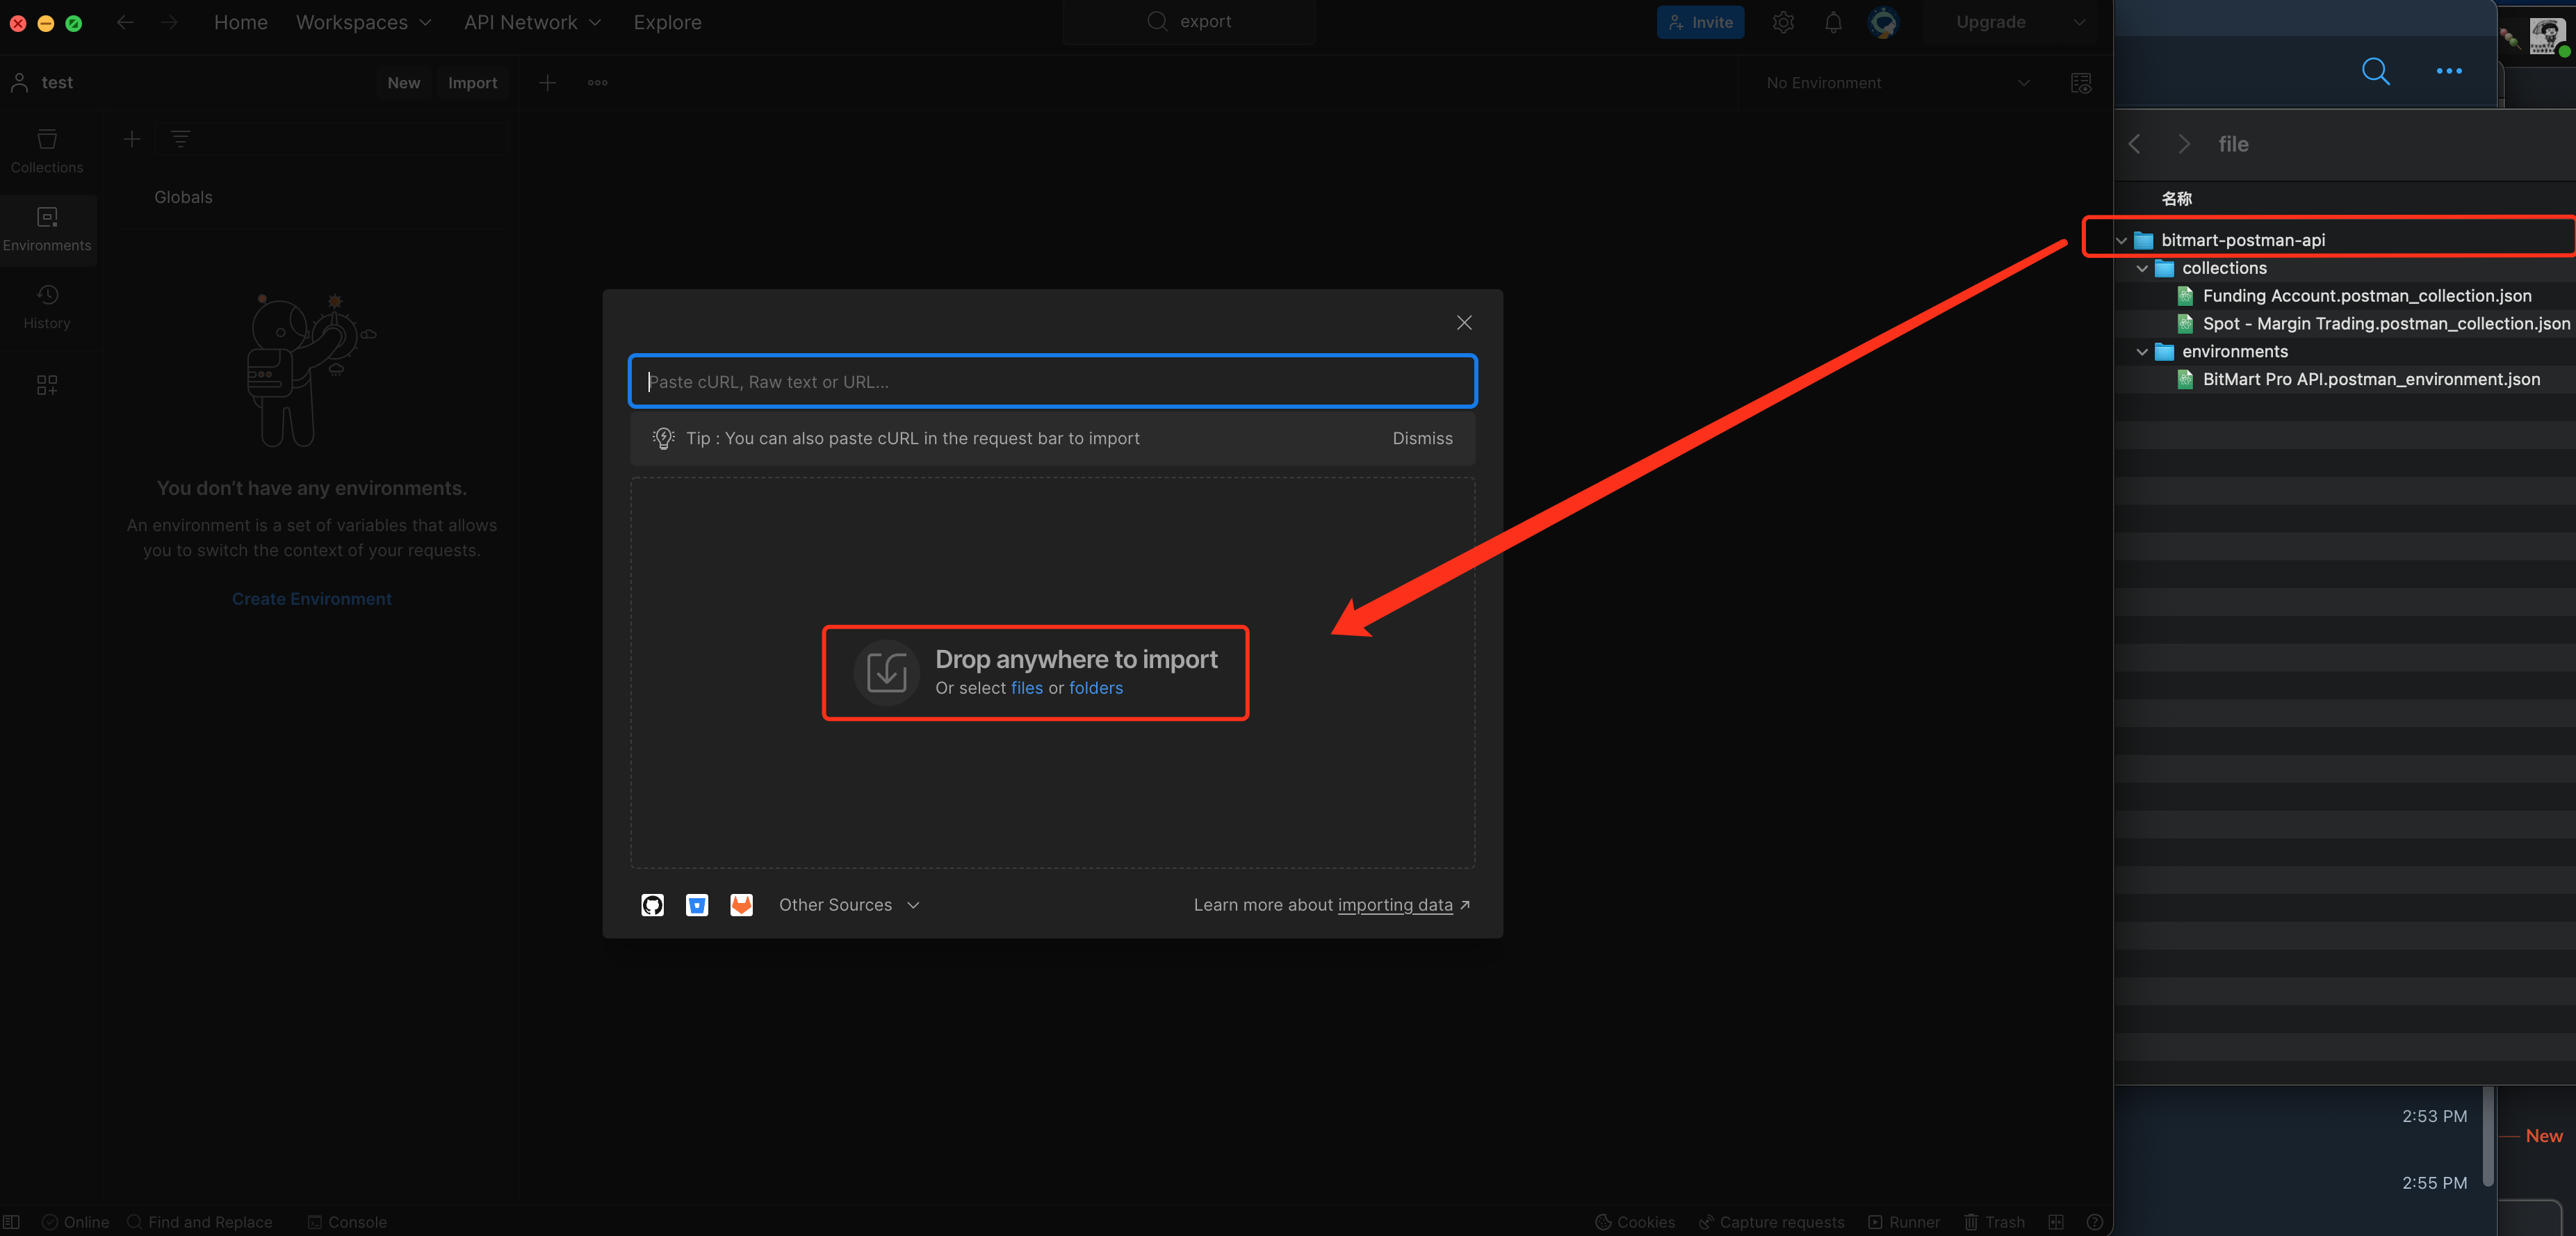 Home Workspaces API Network Explore
export
Invite
Upgrade
test
New Import
No Environment
Collections
Environments
History
Globals
You don’t have any environments.
An environment is a set of variables that allows
you to switch the context of your requests.
Create Environment
Paste cURL, Raw text or URL...
Tip : You can also paste cURL in the request bar to import
Dismiss
Drop anywhere to import
Or select files or folders
Other Sources
Learn more about importing data
file
名称
bitmart-postman-api
collections
Funding Account.postman_collection.json
Spot - Margin Trading.postman_collection.json
environments
BitMart Pro API.postman_environment.json
2:53 PM
New
2:55 PM
Online Find and Replace Console
Cookies Capture requests Runner Trash